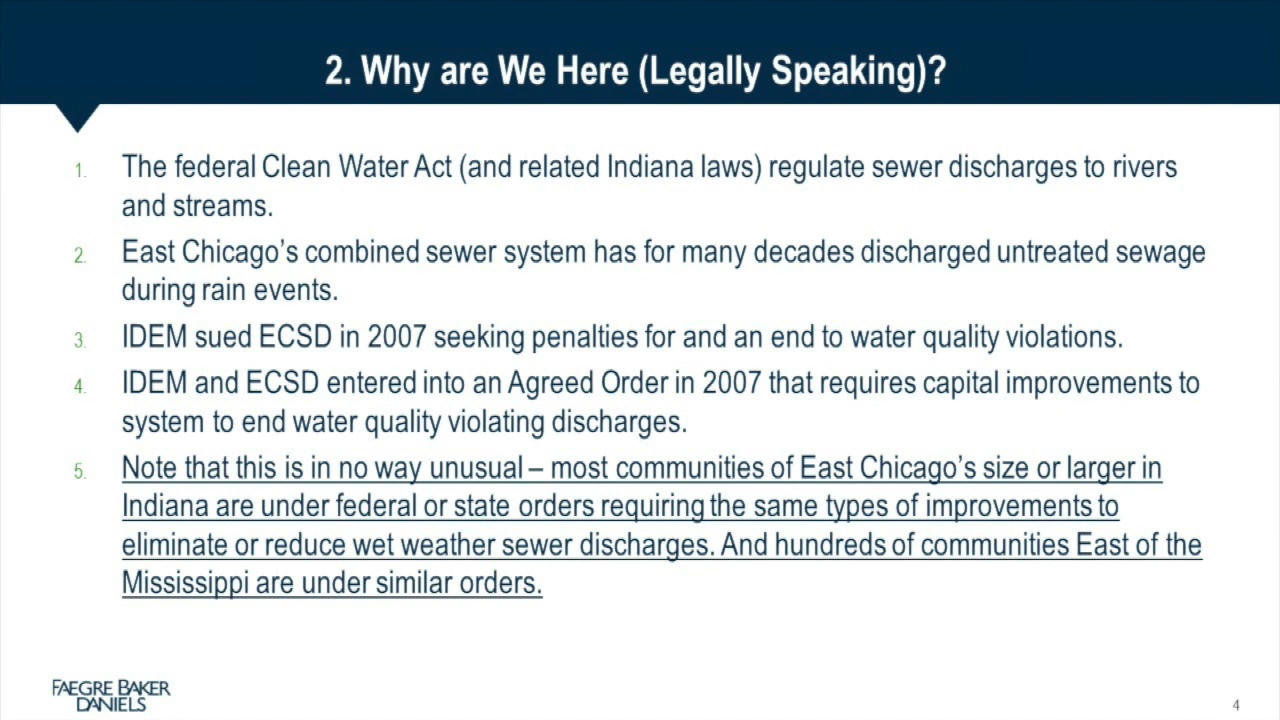 2. Why are We Here (Legally Speaking)?
1. The federal Clean Water Act (and related Indiana laws) regulate sewer discharges to rivers
and streams.
2. East Chicago's combined sewer system has for many decades discharged untreated sewage
during rain events.
3. IDEM sued ECSD in 2007 seeking penalties for and an end to water quality violations.
4. IDEM and ECSD entered into an Agreed Order in 2007 that requires capital improvements to
system to end water quality violating discharges.
5. Note that this is in no way unusual – most communities of East Chicago's size or larger in
Indiana are under federal or state orders requiring the same types of improvements to
eliminate or reduce wet weather sewer discharges. And hundreds of communities East of the
Mississippi are under similar orders.
FAEGRE BAKER
DANIELS
4